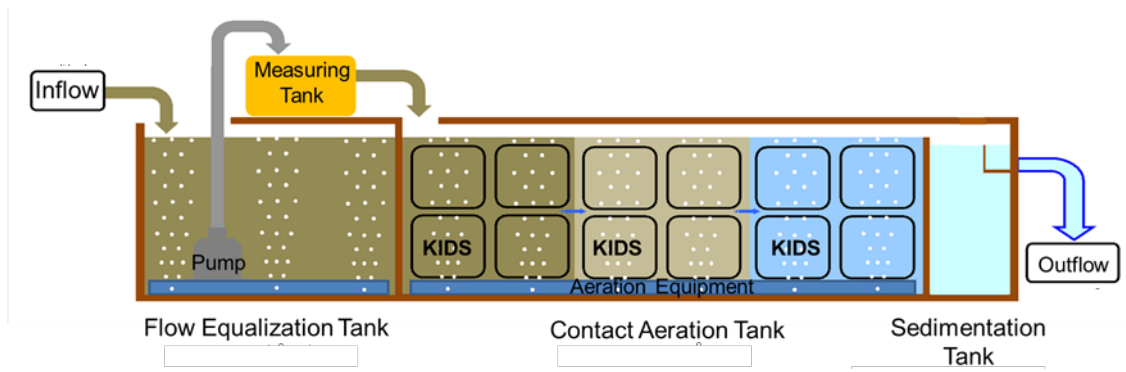 Inflow
Measuring
Tank
Pump
KIDS
KIDS
KIDS
Aeration Equipment
Outflow
Flow Equalization Tank
Contact Aeration Tank
Sedimentation
Tank